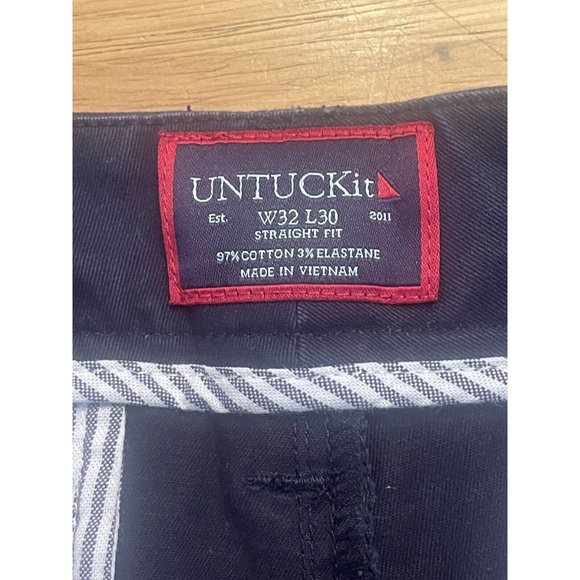 UNTUCKit
Est. W32 L30 2011
STRAIGHT FIT
97% COTTON 3% ELASTANE
MADE IN VIETNAM